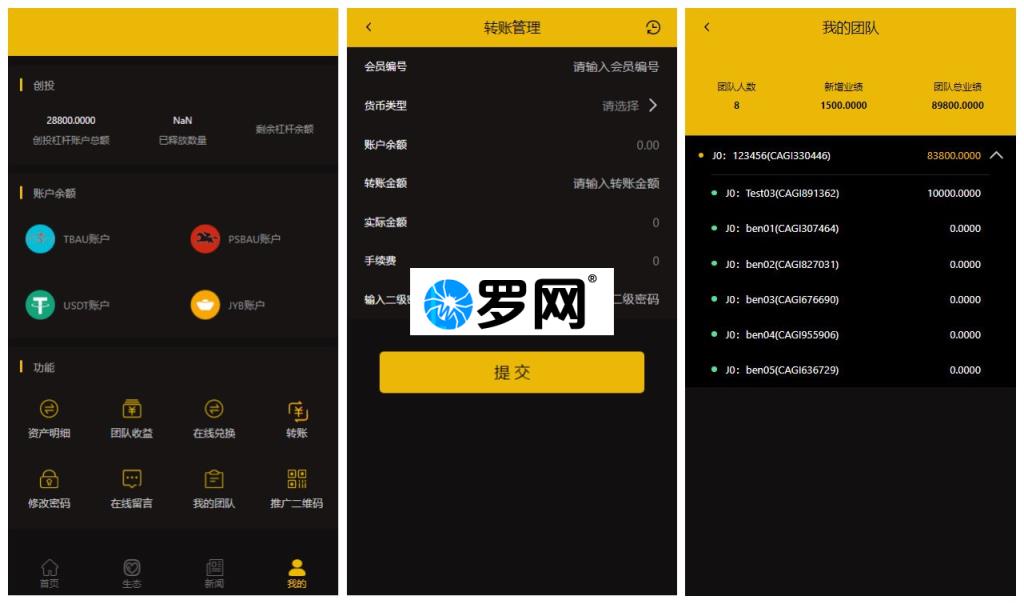 创投
28800.0000
NaN
剩余杠杆余额
创投杠杆账户总额
已释放数量
账户余额
TBAU账户
PSBAU账户
USDT账户
JYB账户
功能
资产明细
团队收益
在线兑换
转账
修改密码
在线留言
我的团队
推广二维码
首页
生态
新闻
我的
转账管理
会员编号
请输入会员编号
货币类型
请选择
账户余额
0.00
转账金额
请输入转账金额
实际金额
0
手续费
0
输入二级密
二级密码
罗网®
提交
我的团队
团队人数
新增业绩
团队总业绩
8
1500.0000
89800.0000
J0：123456(CAGI330446)
83800.0000
J0：Test03(CAGI891362)
10000.0000
J0：ben01(CAGI307464)
0.0000
J0：ben02(CAGI827031)
0.0000
J0：ben03(CAGI676690)
0.0000
J0：ben04(CAGI955906)
0.0000
J0：ben05(CAGI636729)
0.0000